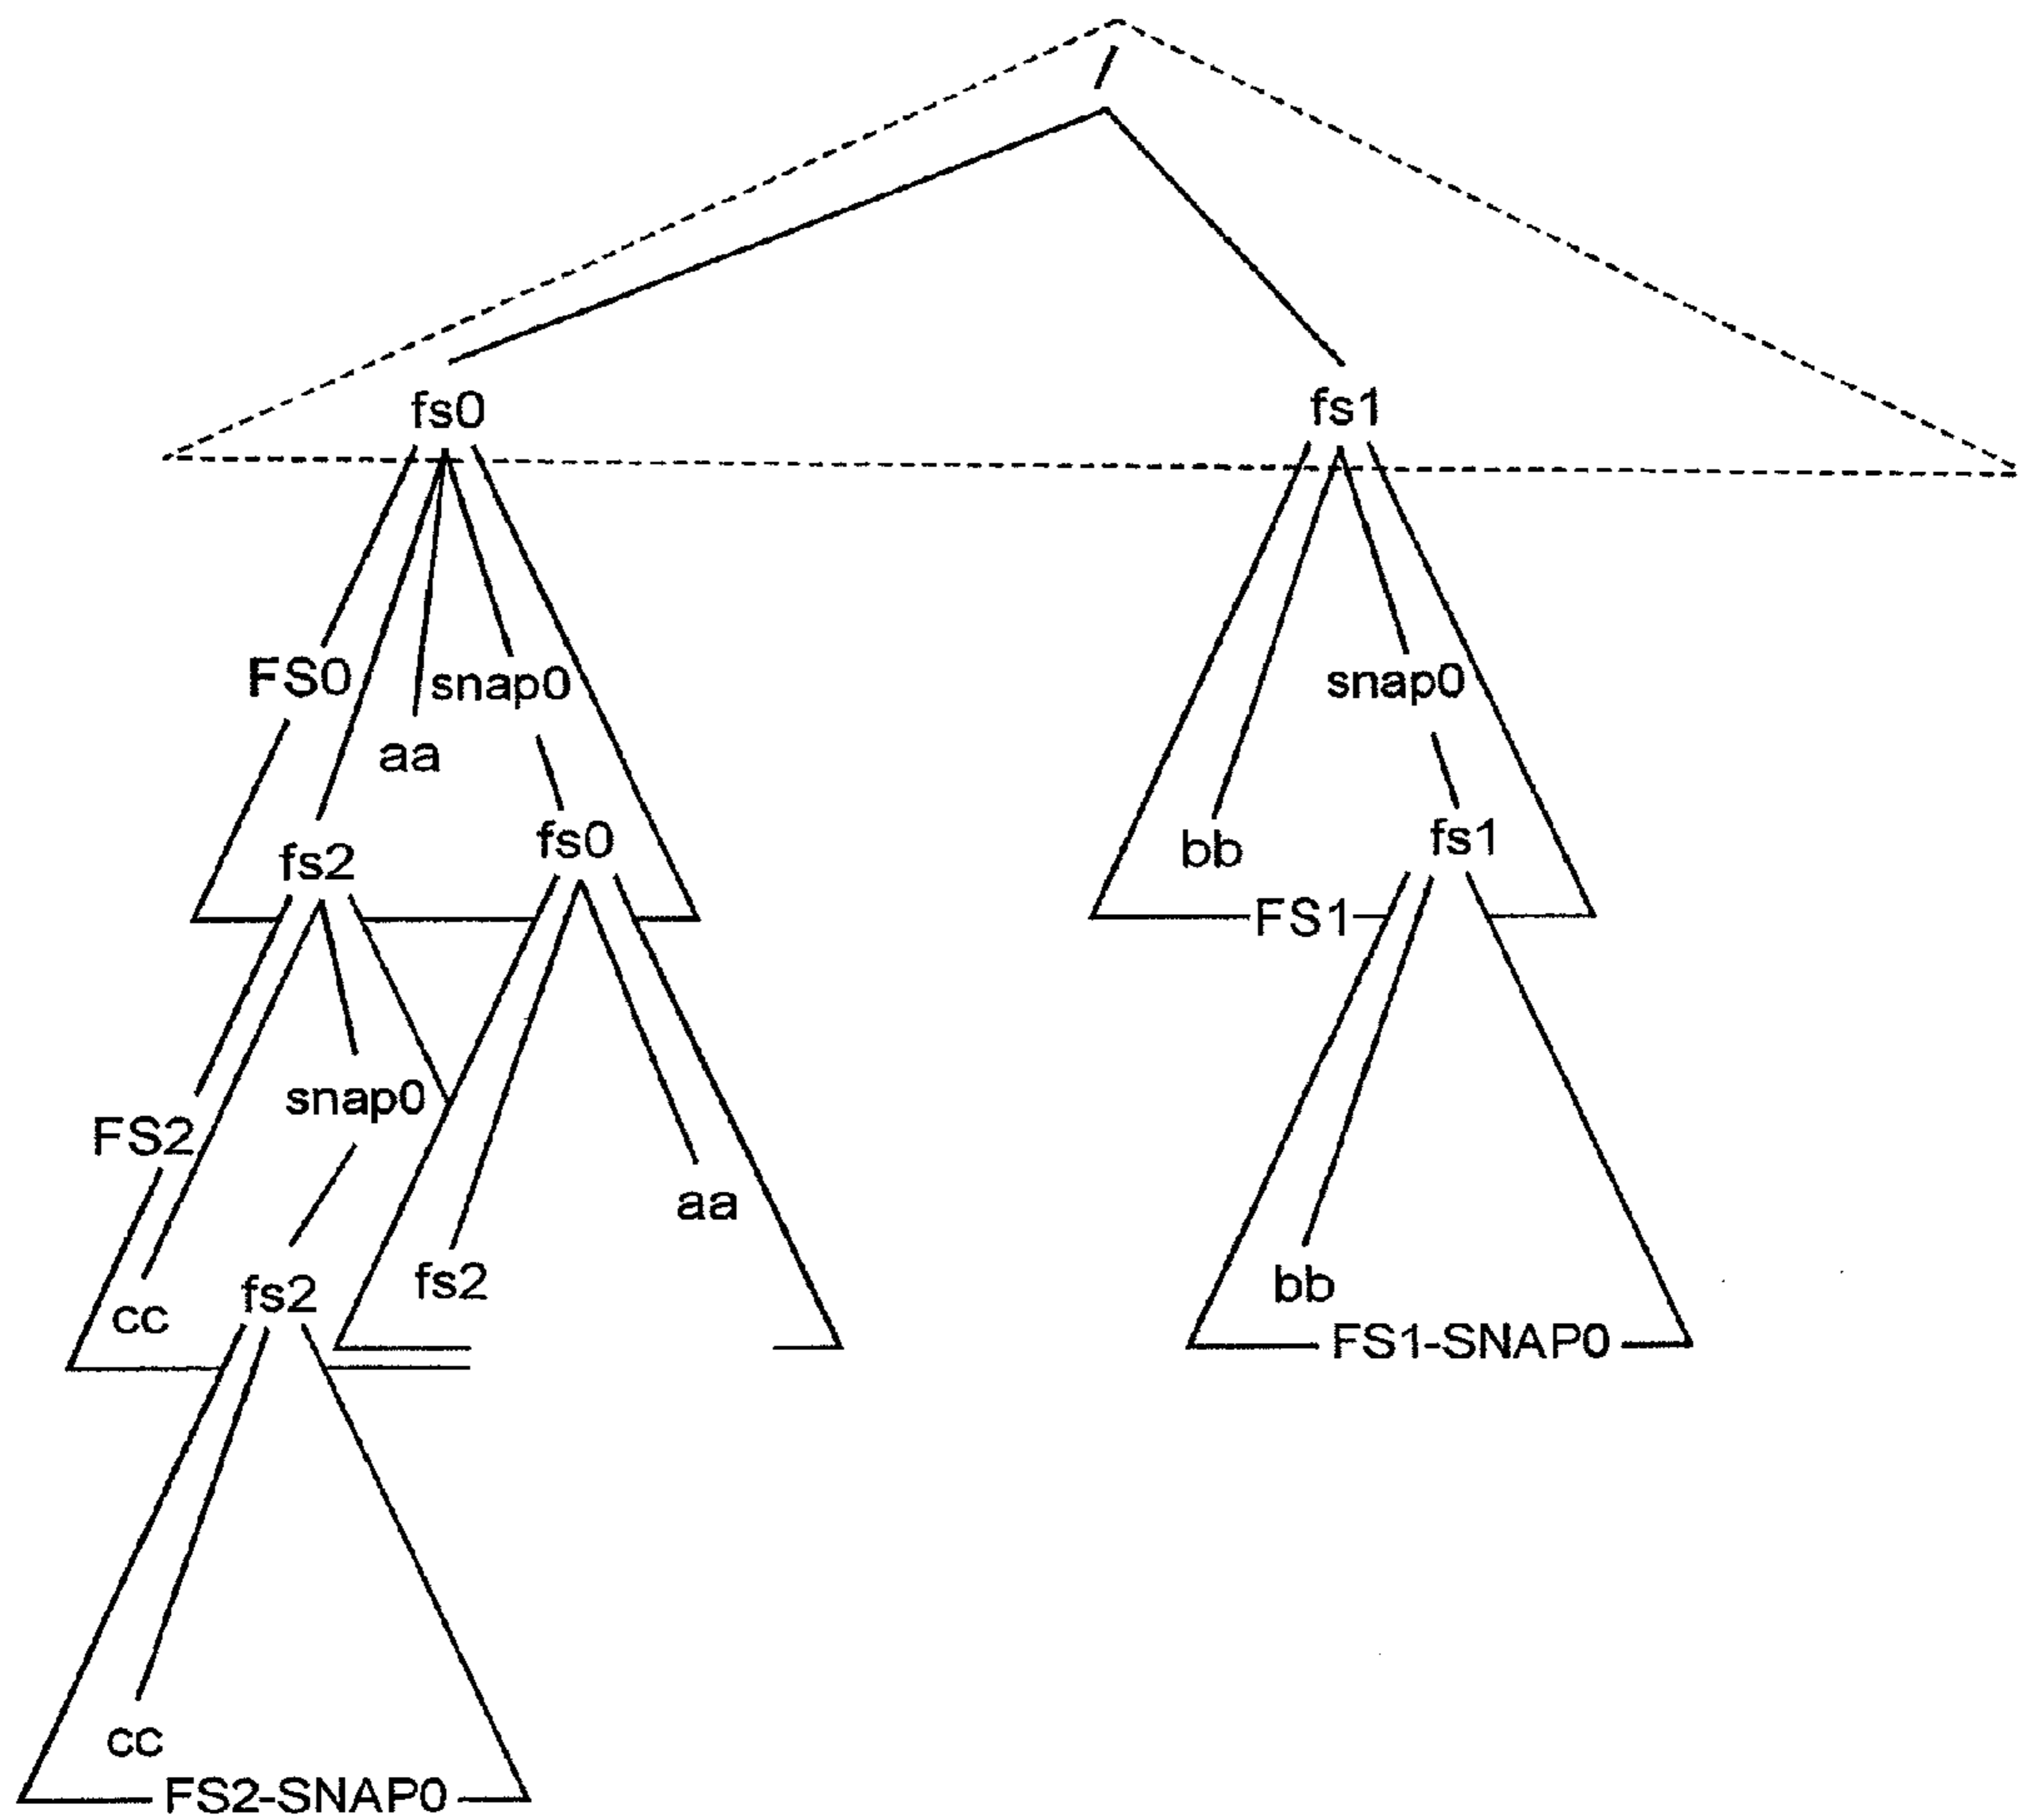 /
fs0 fs1
FS0 snap0 snap0
aa
fs2 fs0 bb fs1
FS1
snap0
FS2
aa
cc fs2 fs2 bb
FS1-SNAP0
cc
FS2-SNAP0